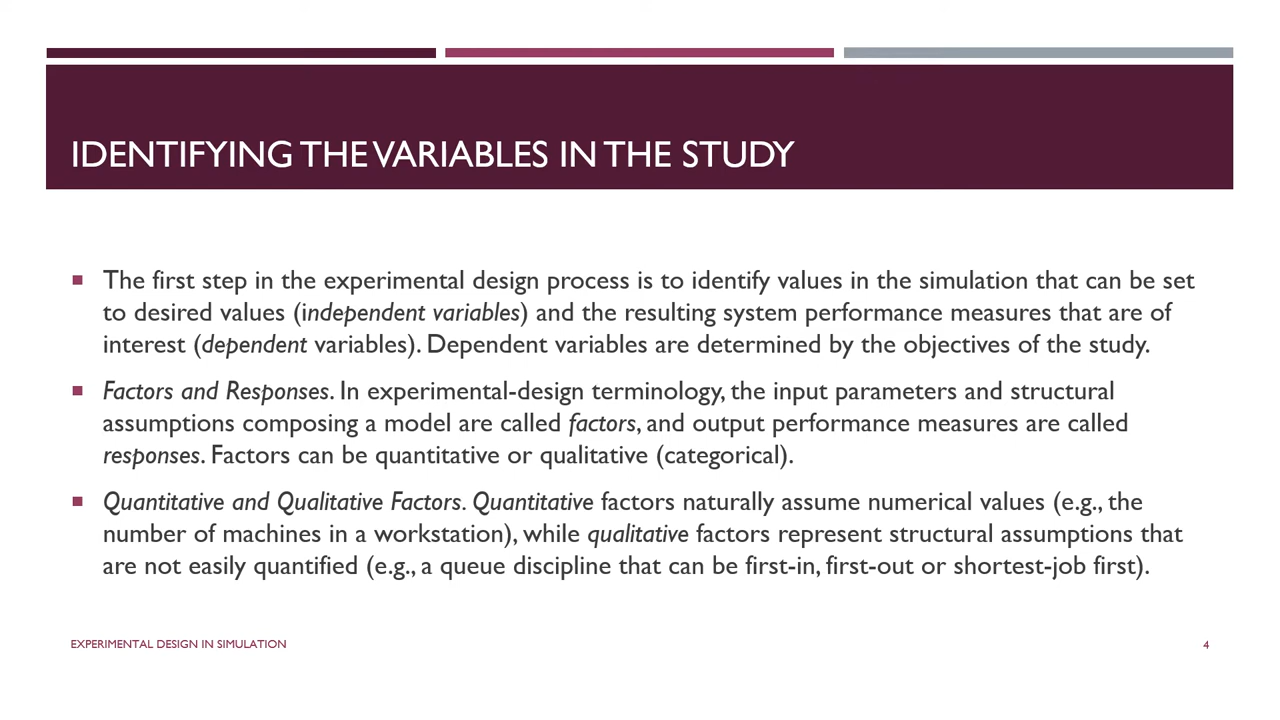 IDENTIFYING THE VARIABLES IN THE STUDY
▪ The first step in the experimental design process is to identify values in the simulation that can be set
to desired values (independent variables) and the resulting system performance measures that are of
interest (dependent variables). Dependent variables are determined by the objectives of the study.
▪ Factors and Responses. In experimental-design terminology, the input parameters and structural
assumptions composing a model are called factors, and output performance measures are called
responses. Factors can be quantitative or qualitative (categorical).
▪ Quantitative and Qualitative Factors. Quantitative factors naturally assume numerical values (e.g., the
number of machines in a workstation), while qualitative factors represent structural assumptions that
are not easily quantified (e.g., a queue discipline that can be first-in, first-out or shortest-job first).
EXPERIMENTAL DESIGN IN SIMULATION
4